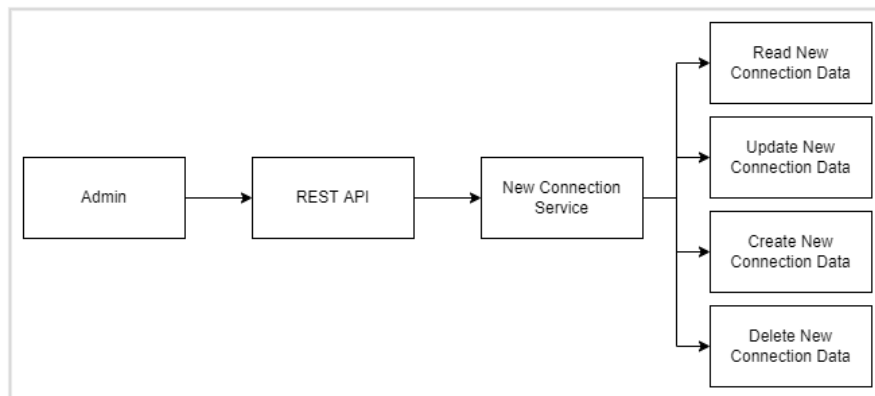 Admin
REST API
New Connection
Service
Read New
Connection Data
Update New
Connection Data
Create New
Connection Data
Delete New
Connection Data